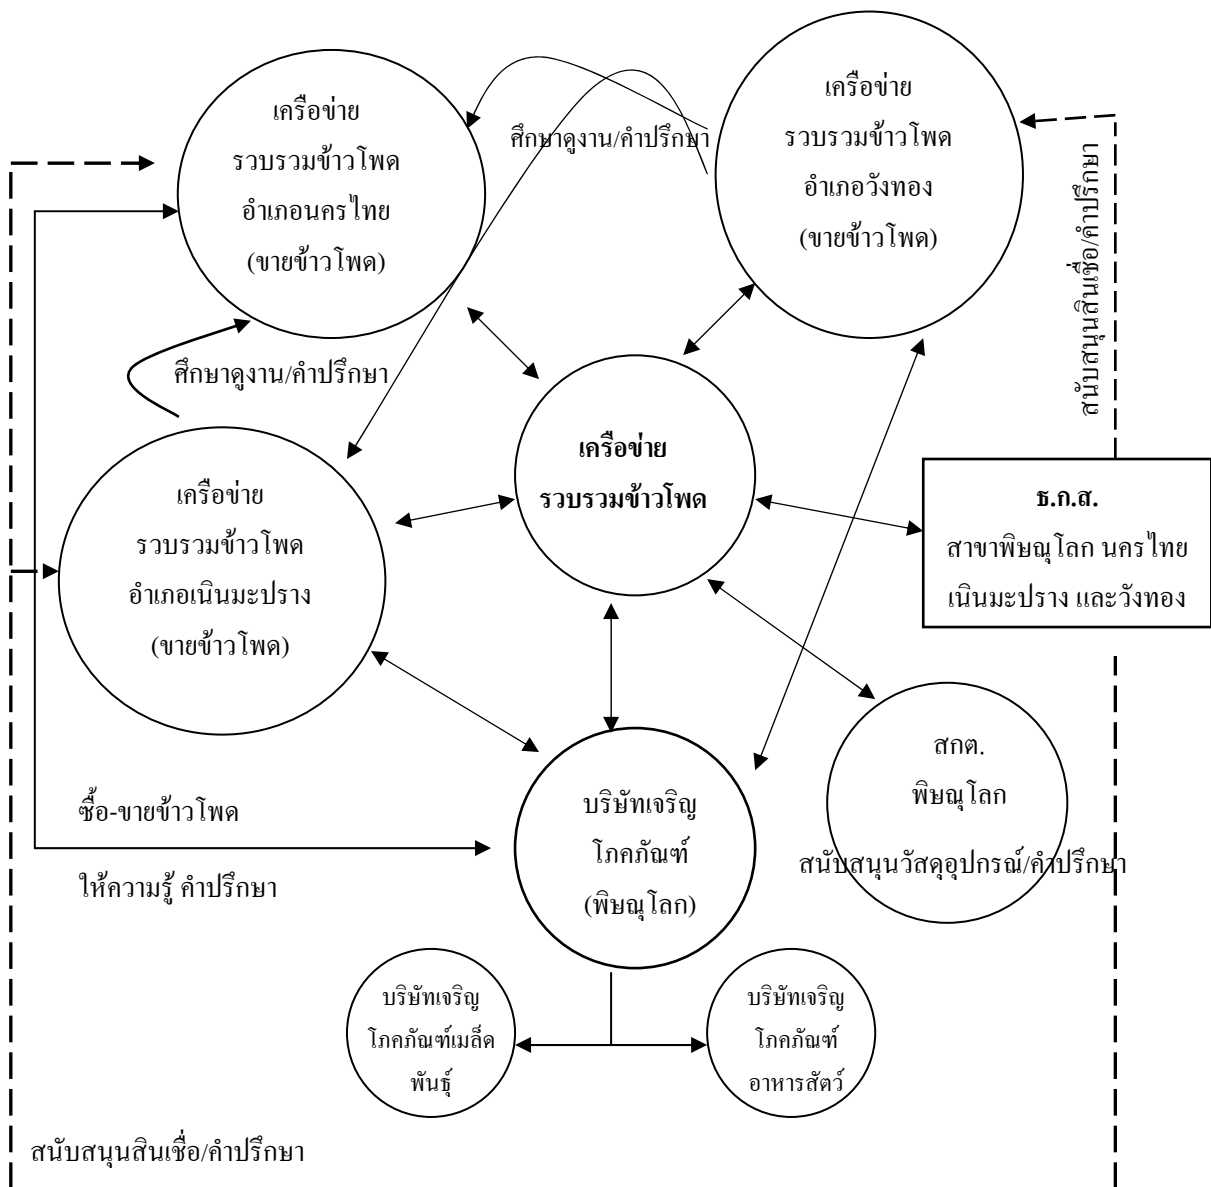 เครือข่าย
รวบรวมข้าวโพด
อำเภอนครไทย
(ขายข้าวโพด)
ศึกษาดูงาน/คำปรึกษา
เครือข่าย
รวบรวมข้าวโพด
อำเภอวังทอง
(ขายข้าวโพด)
สนับสนุนสินเชื่อ/คำปรึกษา
ศึกษาดูงาน/คำปรึกษา
เครือข่าย
รวบรวมข้าวโพด
เครือข่าย
รวบรวมข้าวโพด
อำเภอเนินมะปราง
(ขายข้าวโพด)
ธ.ก.ส.
สาขาพิษณุโลก นครไทย
เนินมะปราง และวังทอง
สกต.
พิษณุโลก
สนับสนุนวัสดุอุปกรณ์/คำปรึกษา
ซื้อ-ขายข้าวโพด
ให้ความรู้ คำปรึกษา
บริษัทเจริญ
โภคภัณฑ์
(พิษณุโลก)
บริษัทเจริญ
โภคภัณฑ์เมล็ด
พันธุ์
บริษัทเจริญ
โภคภัณฑ์
อาหารสัตว์
สนับสนุนสินเชื่อ/คำปรึกษา